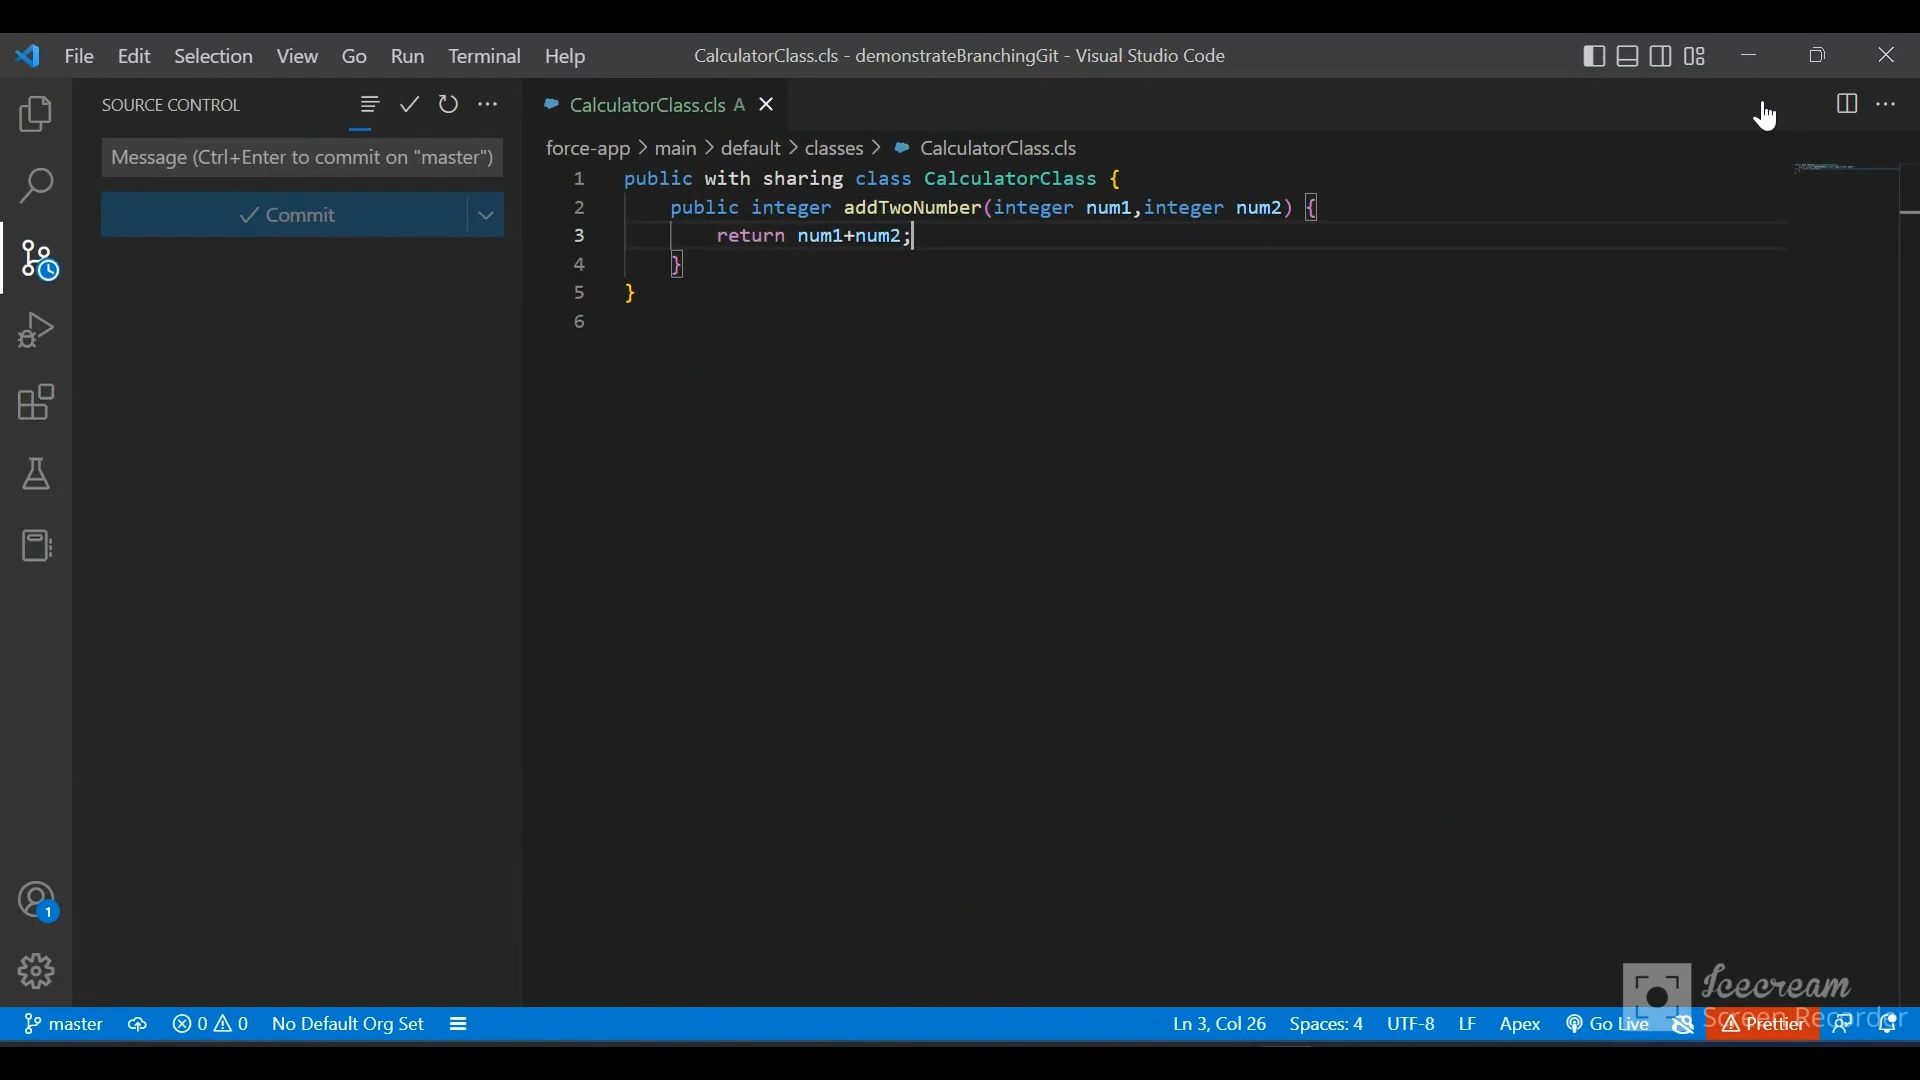 File Edit Selection View Go Run Terminal Help
CalculatorClass.cls - demonstrateBranchingGit - Visual Studio Code
SOURCE CONTROL
Message (Ctrl+Enter to commit on "master")
Commit
CalculatorClass.cls A
force-app > main > default > classes > CalculatorClass.cls
1 public with sharing class CalculatorClass {
2 public integer addTwoNumber(integer num1,integer num2) {
3 return num1+num2;
4 }
5 }
6
1
Icecream
Screen Recorder
master 0 0 No Default Org Set
Ln 3, Col 26 Spaces: 4 UTF-8 LF Apex Go Live Prettier